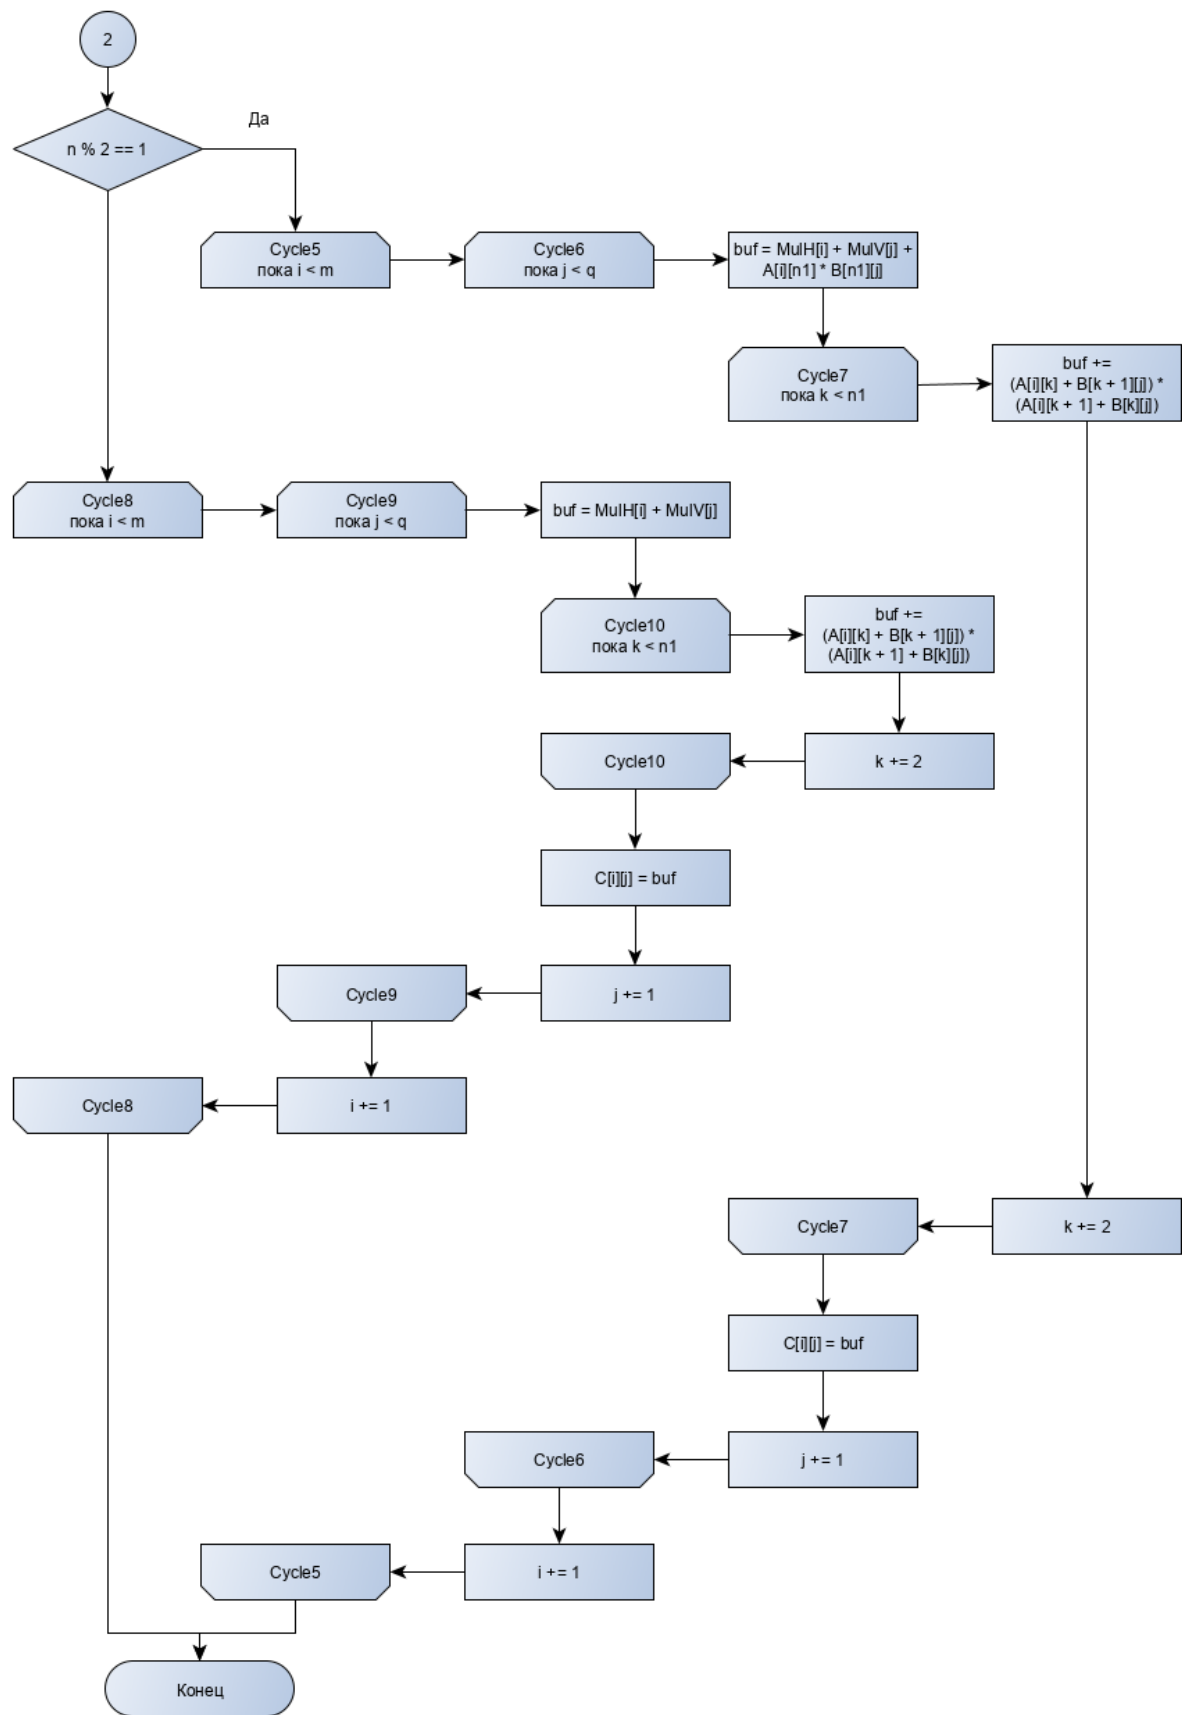 2
Да
n % 2 == 1
Cycle5
пока i < m
Cycle6
пока j < q
buf = MulH[i] + MulV[j] +
A[i][n1] * B[n1][j]
Cycle7
пока k < n1
buf +=
(A[i][k] + B[k + 1][j]) *
(A[i][k + 1] + B[k][j])
Cycle8
пока i < m
Cycle9
пока j < q
buf = MulH[i] + MulV[j]
Cycle10
пока k < n1
buf +=
(A[i][k] + B[k + 1][j]) *
(A[i][k + 1] + B[k][j])
Cycle10
k += 2
C[i][j] = buf
Cycle9
j += 1
Cycle8
i += 1
Cycle7
k += 2
C[i][j] = buf
Cycle6
j += 1
Cycle5
i += 1
Конец